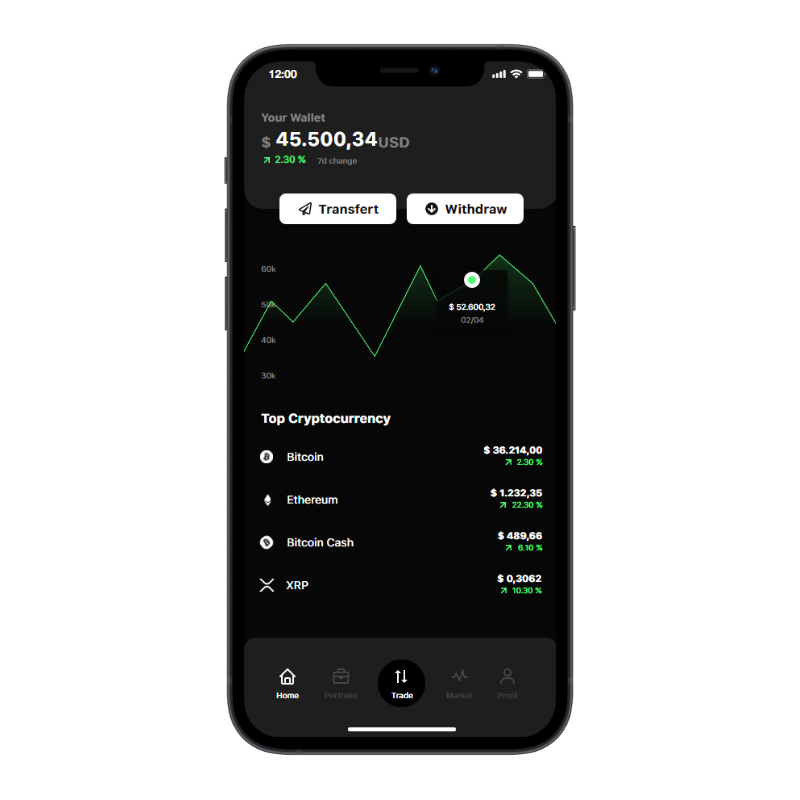 12:00
Your Wallet
$ 45.500,34USD
2.30 % 7d change
Transfert Withdraw
60k
50k
40k
30k
$ 52.600,32
02/04
Top Cryptocurrency
Bitcoin $ 36.214,00
2.30 %
Ethereum $ 1.232,35
22.30 %
Bitcoin Cash $ 489,66
6.10 %
XRP $ 0,3062
10.30 %
Home Portfolio Trade Market Profil